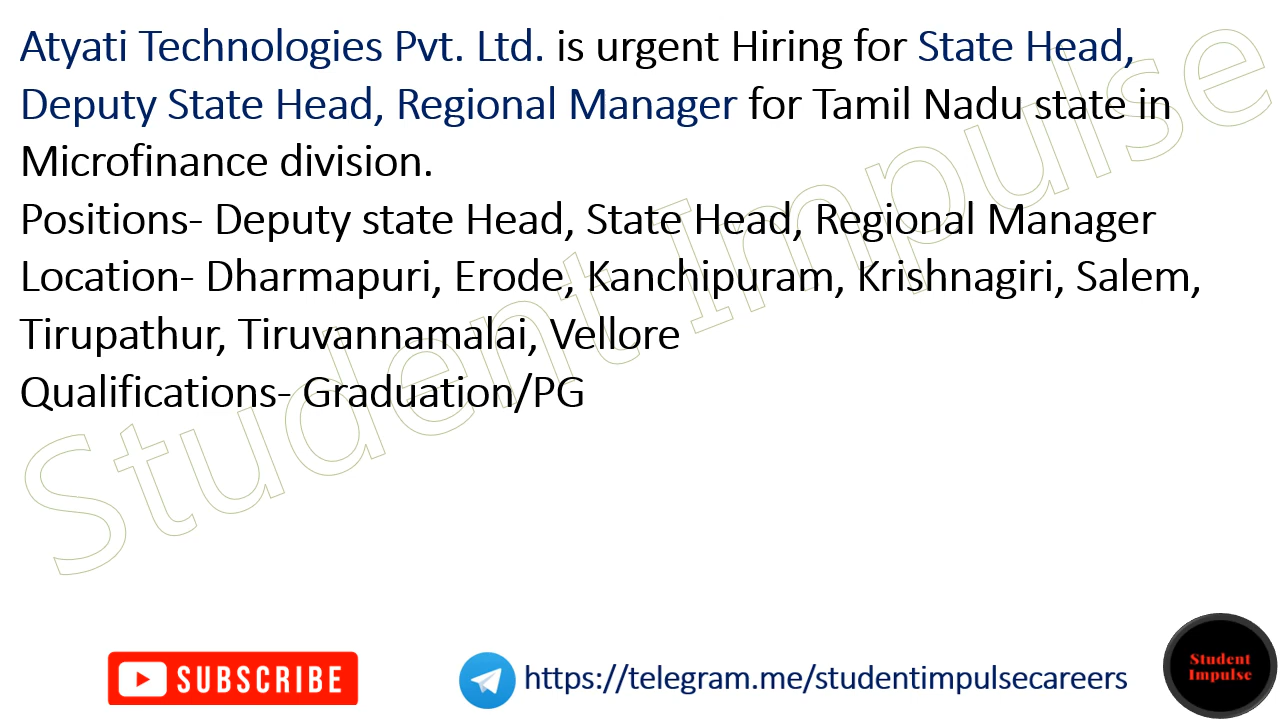 Atyati Technologies Pvt. Ltd. is urgent Hiring for State Head,
Deputy State Head, Regional Manager for Tamil Nadu state in
Microfinance division.
Positions- Deputy state Head, State Head, Regional Manager
Location- Dharmapuri, Erode, Kanchipuram, Krishnagiri, Salem,
Tirupathur, Tiruvannamalai, Vellore
Qualifications- Graduation/PG
Student Impulse
SUBSCRIBE
https://telegram.me/studentimpulsecareers
Student
Impulse